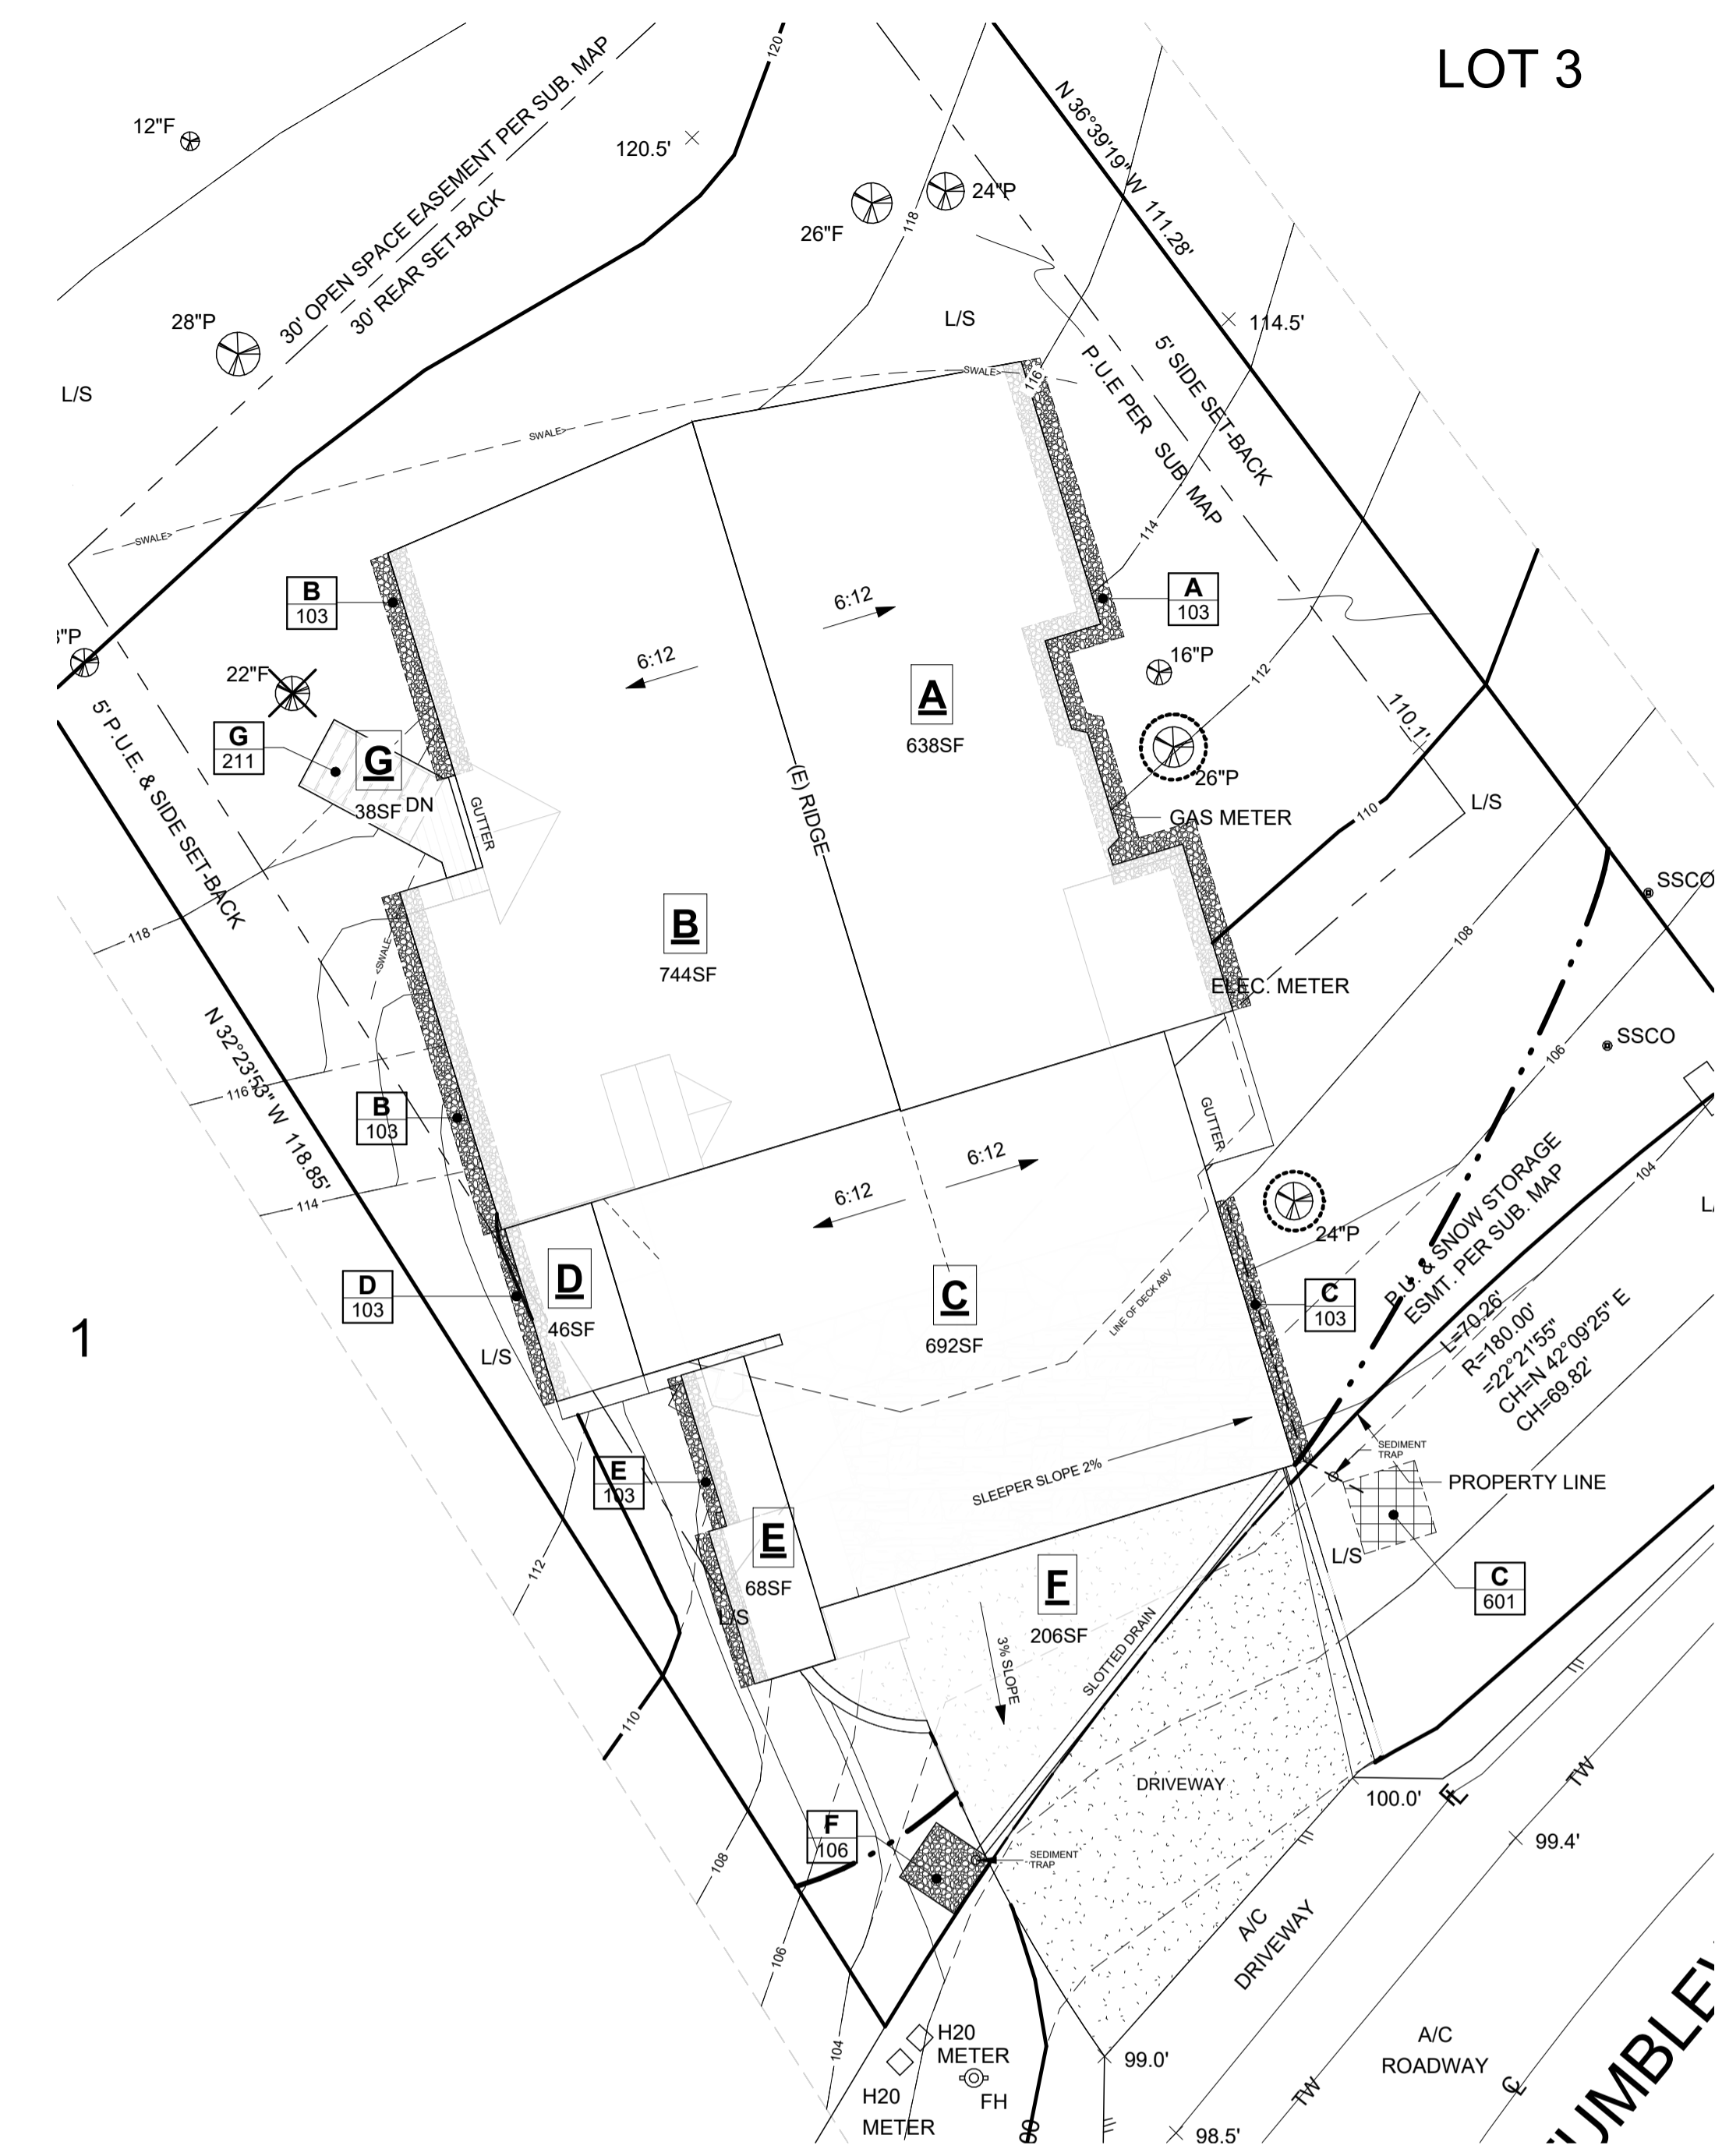 LOT 3
120
30' OPEN SPACE EASEMENT PER SUB. MAP
30' REAR SET-BACK
N 36°39'19" W 111.28'
12"F
120.5'
24"P
26"F
118
28"P
L/S
114.5'
L/S
5' SIDE SET-BACK
P.U.E PER SUB. MAP
SWALE>
116
SWALE>
SWALE>
114
B
103
6:12
A
103
"P
22"F
6:12
16"P
112
A
638SF
110.1'
5' P.U.E. & SIDE SET-BACK
G
211
G
38SF
DN
GUTTER
(E) RIDGE
26"P
GAS METER
110
L/S
SSCO
B
744SF
118
<SWALE
108
ELEC. METER
N 32°23'53" W 118.85'
SSCO
106
116
B
103
GUTTER
6:12
6:12
P.U. & SNOW STORAGE
ESMT. PER SUB. MAP
104
114
24"P
D
103
D
46SF
C
692SF
LINE OF DECK ABV
C
103
1
L/S
L=70.26'
R=180.00'
=22°21'55"
CH=N 42°09'25" E
CH=69.82'
SEDIMENT
TRAP
PROPERTY LINE
SLEEPER SLOPE 2%
E
103
E
68SF
L/S
F
206SF
L/S
C
601
112
3% SLOPE
SLOTTED DRAIN
110
DRIVEWAY
100.0'
FL
TW
F
106
SEDIMENT
TRAP
99.4'
108
A/C
DRIVEWAY
106
104
H20
METER
99.0'
A/C
ROADWAY
H20
METER
FH
TW
98.5'